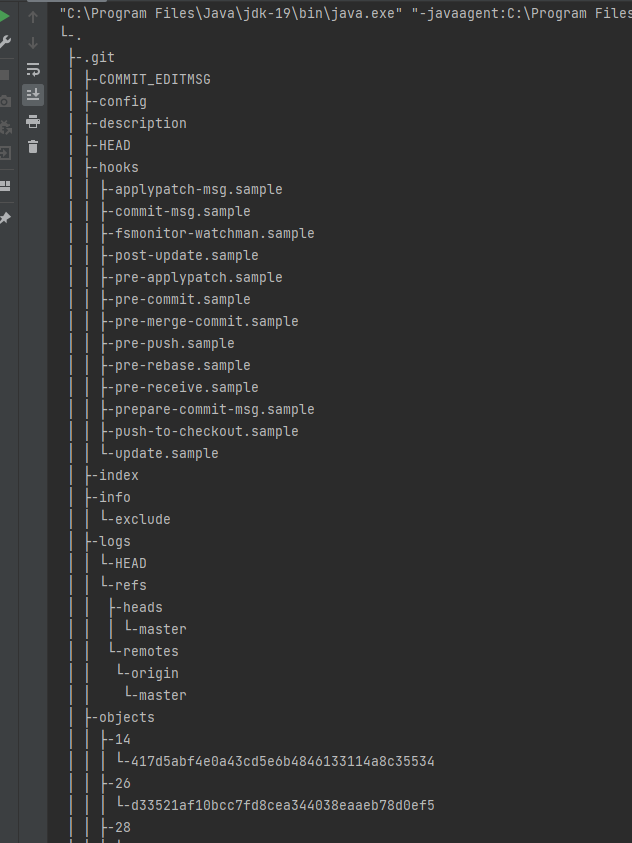 "C:\Program Files\Java\jdk-19\bin\java.exe" "-javaagent:C:\Program Files
└-.
 ├-.git
 │ ├-COMMIT_EDITMSG
 │ ├-config
 │ ├-description
 │ ├-HEAD
 │ ├-hooks
 │ │ ├-applypatch-msg.sample
 │ │ ├-commit-msg.sample
 │ │ ├-fsmonitor-watchman.sample
 │ │ ├-post-update.sample
 │ │ ├-pre-applypatch.sample
 │ │ ├-pre-commit.sample
 │ │ ├-pre-merge-commit.sample
 │ │ ├-pre-push.sample
 │ │ ├-pre-rebase.sample
 │ │ ├-pre-receive.sample
 │ │ ├-prepare-commit-msg.sample
 │ │ ├-push-to-checkout.sample
 │ │ └-update.sample
 │ ├-index
 │ ├-info
 │ │ └-exclude
 │ ├-logs
 │ │ └-HEAD
 │ │ └-refs
 │ │  ├-heads
 │ │  │ └-master
 │ │  └-remotes
 │ │   └-origin
 │ │    └-master
 │ ├-objects
 │ │ ├-14
 │ │ │ └-417d5abf4e0a43cd5e6b4846133114a8c35534
 │ │ ├-26
 │ │ │ └-d33521af10bcc7fd8cea344038eaaeb78d0ef5
 │ │ ├-28